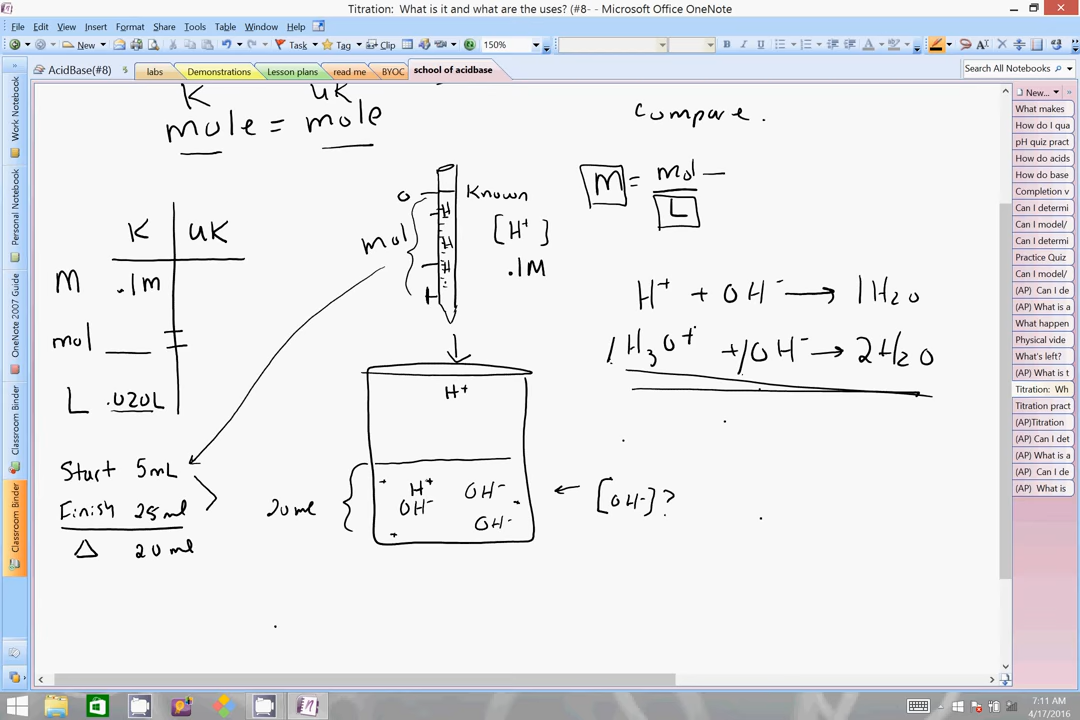 Titration: What is it and what are the uses? (#8- - Microsoft Office OneNote
File Edit View Insert Format Share Tools Table Window Help
New Task Tag Clip 150%
AcidBase(#8) labs Demonstrations Lesson plans read me BYOC school of acidbase
Search All Notebooks
Work Notebook
Personal Notebook
OneNote 2007 Guide
Classroom Binder
Classroom Binder
New...
What makes
How do I qua
pH quiz pract
How do acids
How do base
Completion v
Can I determi
Can I model/
Can I determi
Practice Quiz
Can I model/
(AP) Can I de
(AP) What is a
What happen
Physical vide
What's left?
(AP) What is t
Titration: Wh
Titration pract
(AP)Titration
(AP) Can I det
(AP) What is a
(AP) Can I de
(AP) What is
K UK
mole = mole
Compare.
M = mol
L
0 Known
[H+]
.1M
mol
H
H
H
H
K UK
M .1M
mol
L .020L
Start 5mL
Finish 25ml
Δ 20ml
H+ + OH- → 1H2O
1H3O+ + 1OH- → 2H2O
H+
20ml
H+ OH-
OH-
OH-
← [OH-]?
7:11 AM
4/17/2016